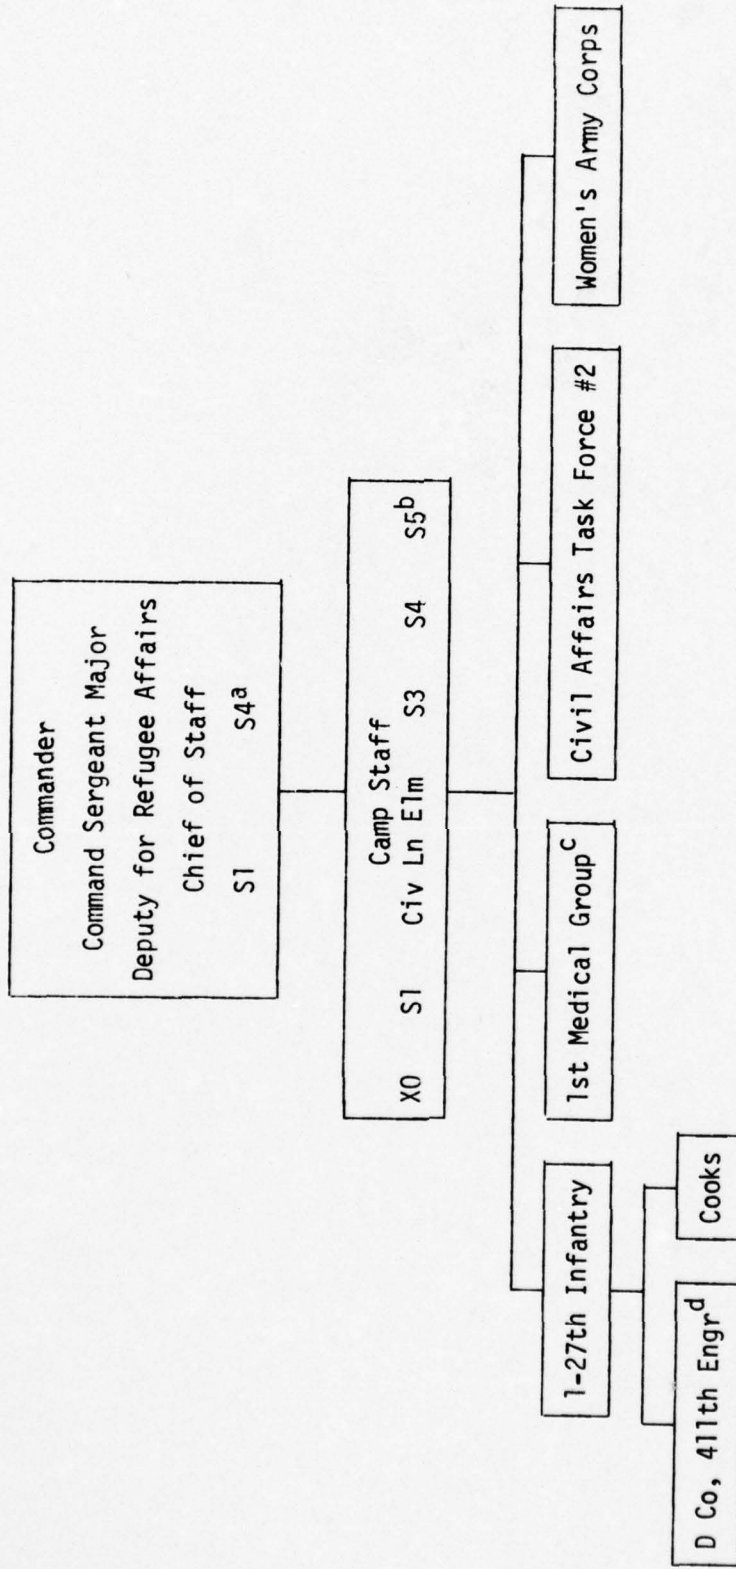 Commander
Command Sergeant Major
Deputy for Refugee Affairs
Chief of Staff
S1 S4a
Camp Staff
XO S1 Civ Ln Elm S3 S4 S5b
1-27th Infantry
1st Medical Groupc
Civil Affairs Task Force #2
Women's Army Corps
D Co, 411th Engrd
Cooks